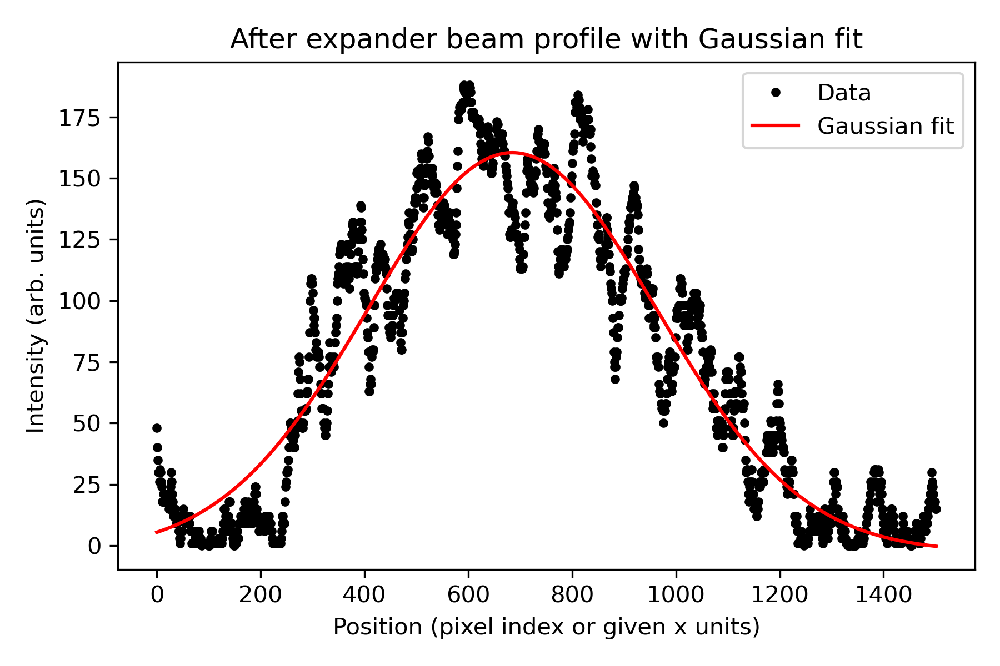 After expander beam profile with Gaussian fit
Data
Gaussian fit
175
150
125
100
75
50
25
0
Intensity (arb. units)
0 200 400 600 800 1000 1200 1400
Position (pixel index or given x units)